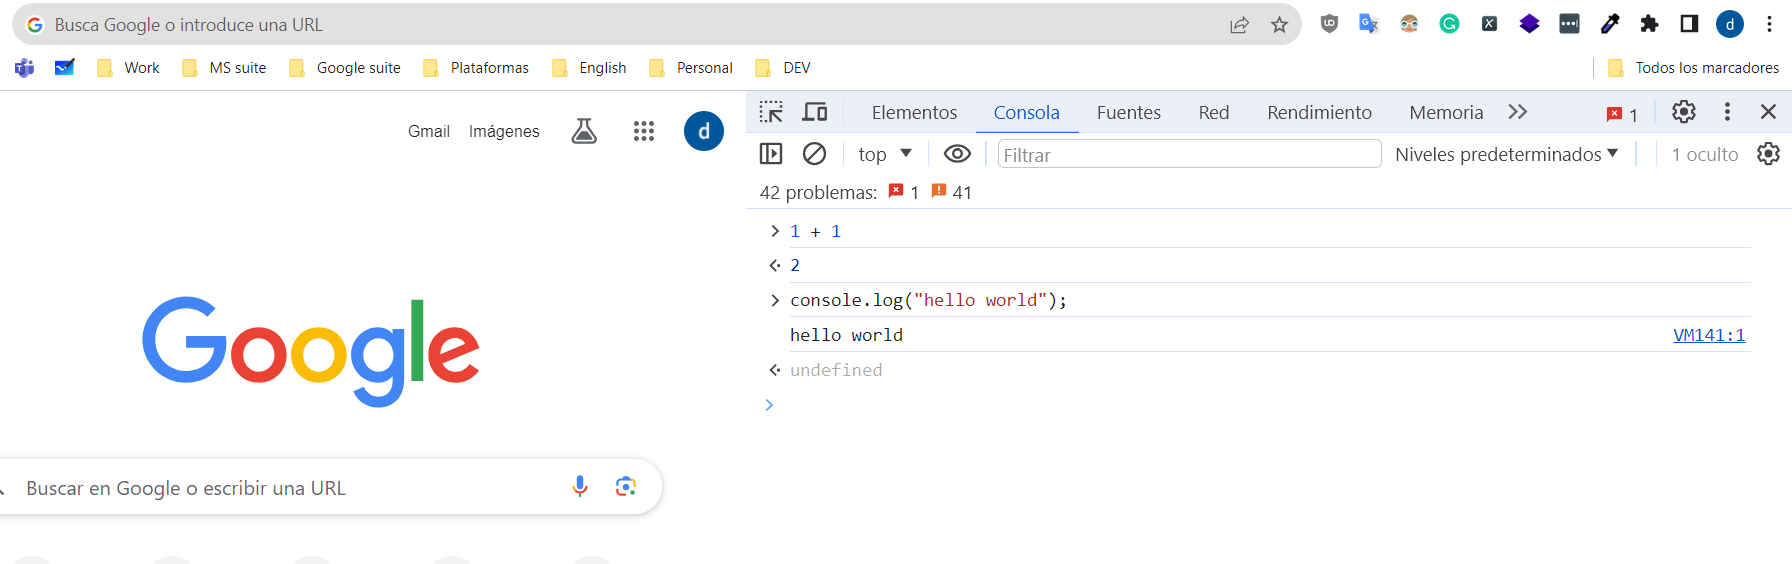 Busca Google o introduce una URL
d
Work
MS suite
Google suite
Plataformas
English
Personal
DEV
Todos los marcadores
Gmail
Imágenes
d
Elementos
Consola
Fuentes
Red
Rendimiento
Memoria
1
top
Filtrar
Niveles predeterminados
1 oculto
42 problemas: 1 41
1 + 1
2
console.log("hello world");
hello world
VM141:1
undefined
Google
Buscar en Google o escribir una URL